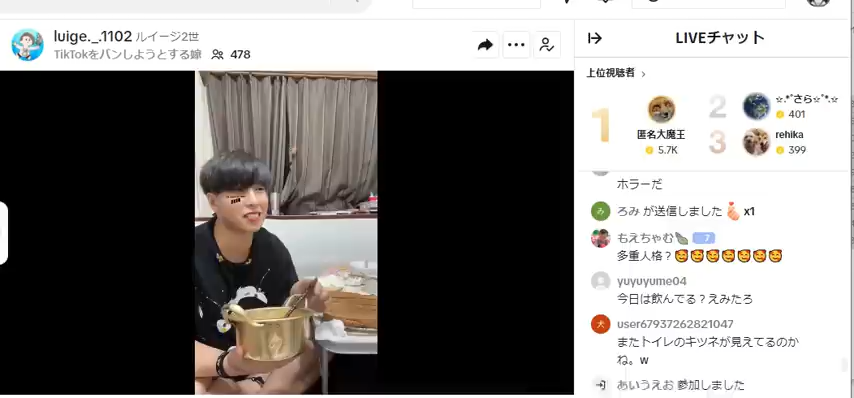 luige._.1102 ルイージ2世
TikTokをバンしようとする嫁 478
LIVEチャット
上位視聴者
1
匿名大魔王
5.7K
2
☆.*˚さら☆˚*.☆
401
3
rehika
399
ホラーだ
み
ろみ が送信しました x1
もえちゃむ 7
多重人格？🥰🥰🥰🥰🥰🥰🥰
yuyuyume04
今日は飲んでる？えみたろ
犬
user67937262821047
またトイレのキツネが見えてるのか
ね。w
あいうえお 参加しました